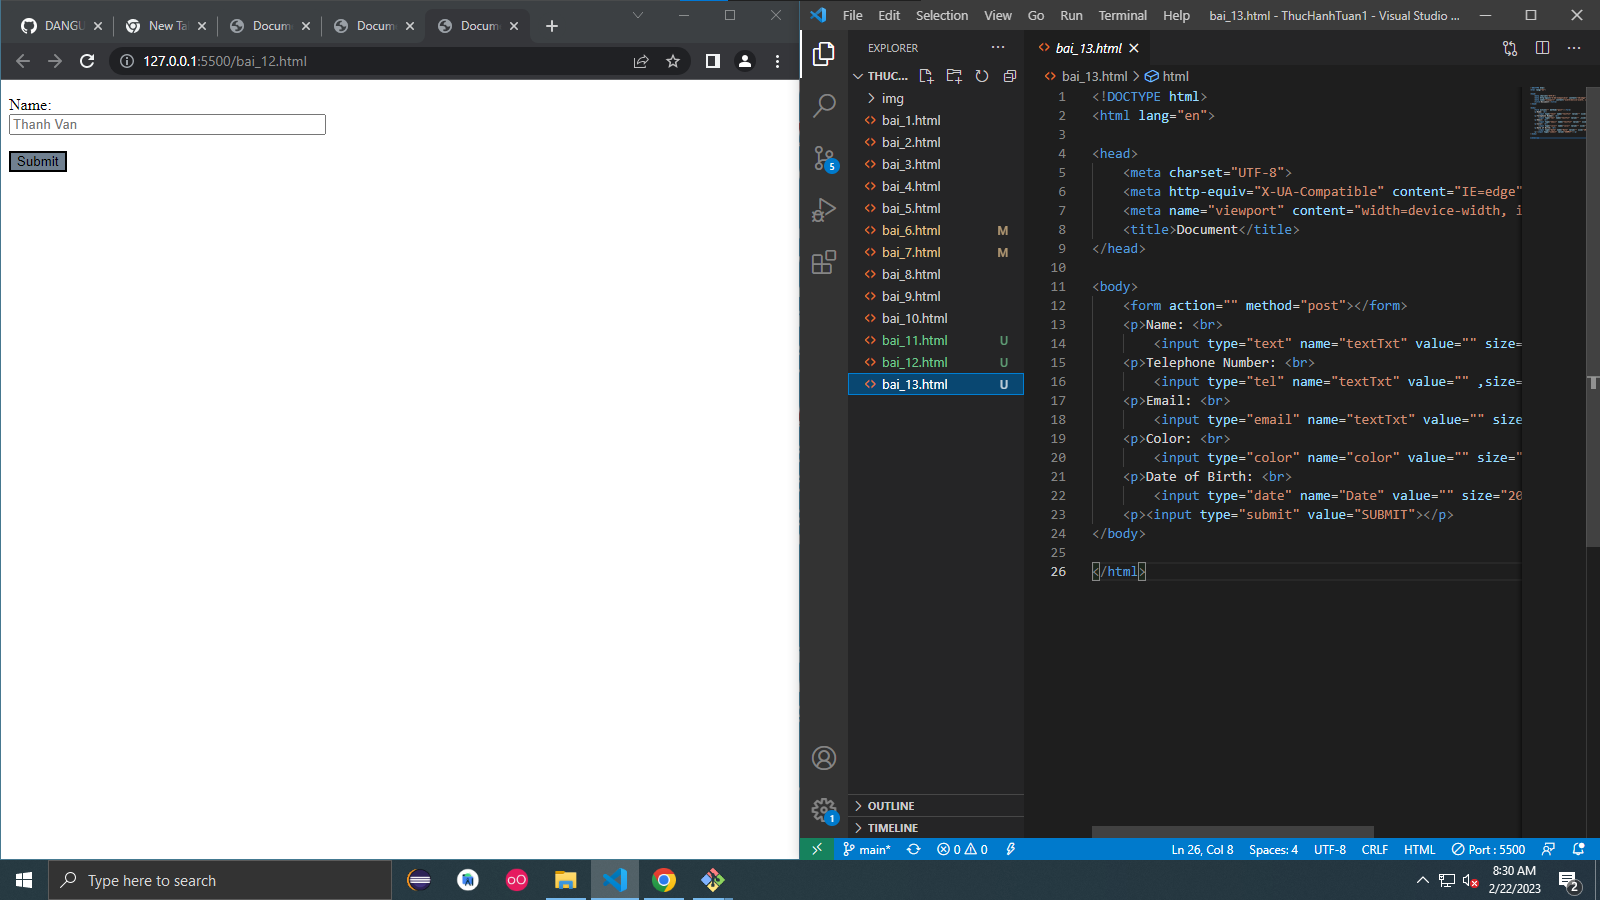 DANGU
New Ta
Docum
Docum
Docum
127.0.0.1:5500/bai_12.html
Name:
Thanh Van
Submit
File Edit Selection View Go Run Terminal Help bai_13.html - ThucHanhTuan1 - Visual Studio ...
EXPLORER
THUC...
img
bai_1.html
bai_2.html
bai_3.html
bai_4.html
bai_5.html
bai_6.html M
bai_7.html M
bai_8.html
bai_9.html
bai_10.html
bai_11.html U
bai_12.html U
bai_13.html U
OUTLINE
TIMELINE
5
1
bai_13.html
bai_13.html > html
1 <!DOCTYPE html>
2 <html lang="en">
3
4 <head>
5 <meta charset="UTF-8">
6 <meta http-equiv="X-UA-Compatible" content="IE=edge"
7 <meta name="viewport" content="width=device-width, i
8 <title>Document</title>
9 </head>
10
11 <body>
12 <form action="" method="post"></form>
13 <p>Name: <br>
14 <input type="text" name="textTxt" value="" size=
15 <p>Telephone Number: <br>
16 <input type="tel" name="textTxt" value="" ,size=
17 <p>Email: <br>
18 <input type="email" name="textTxt" value="" size
19 <p>Color: <br>
20 <input type="color" name="color" value="" size="
21 <p>Date of Birth: <br>
22 <input type="date" name="Date" value="" size="20
23 <p><input type="submit" value="SUBMIT"></p>
24 </body>
25
26 </html>
main* 0 0 Ln 26, Col 8 Spaces: 4 UTF-8 CRLF HTML Port : 5500
Type here to search
8:30 AM
2/22/2023
2